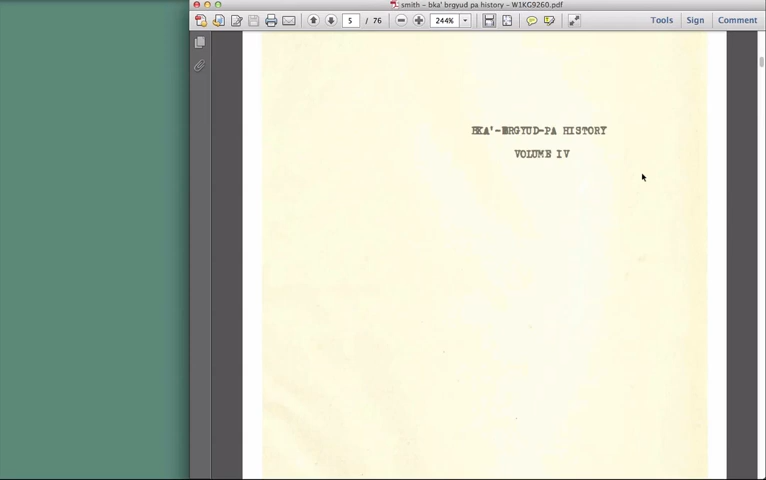 smith - bka' brgyud pa history - W1KG9260.pdf
5 / 76 244% Tools Sign Comment
BKA'-BRGYUD-PA HISTORY
VOLUME IV